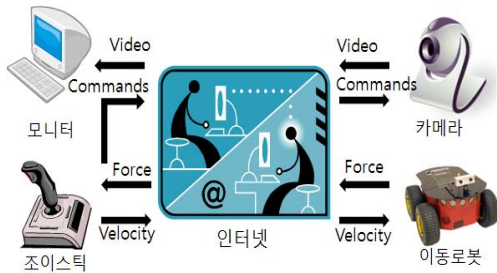 Video
Commands
모니터
Force
Velocity
조이스틱
@
인터넷
Video
Commands
카메라
Force
Velocity
이동로봇